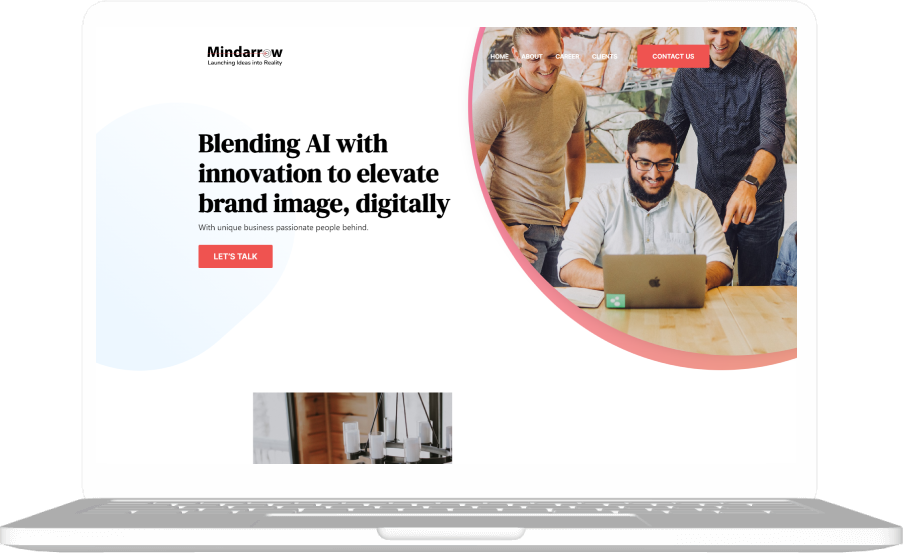 Mindarrow
Launching Ideas into Reality
HOME ABOUT CAREER CLIENTS CONTACT US
Blending AI with
innovation to elevate
brand image, digitally
With unique business passionate people behind.
LET'S TALK